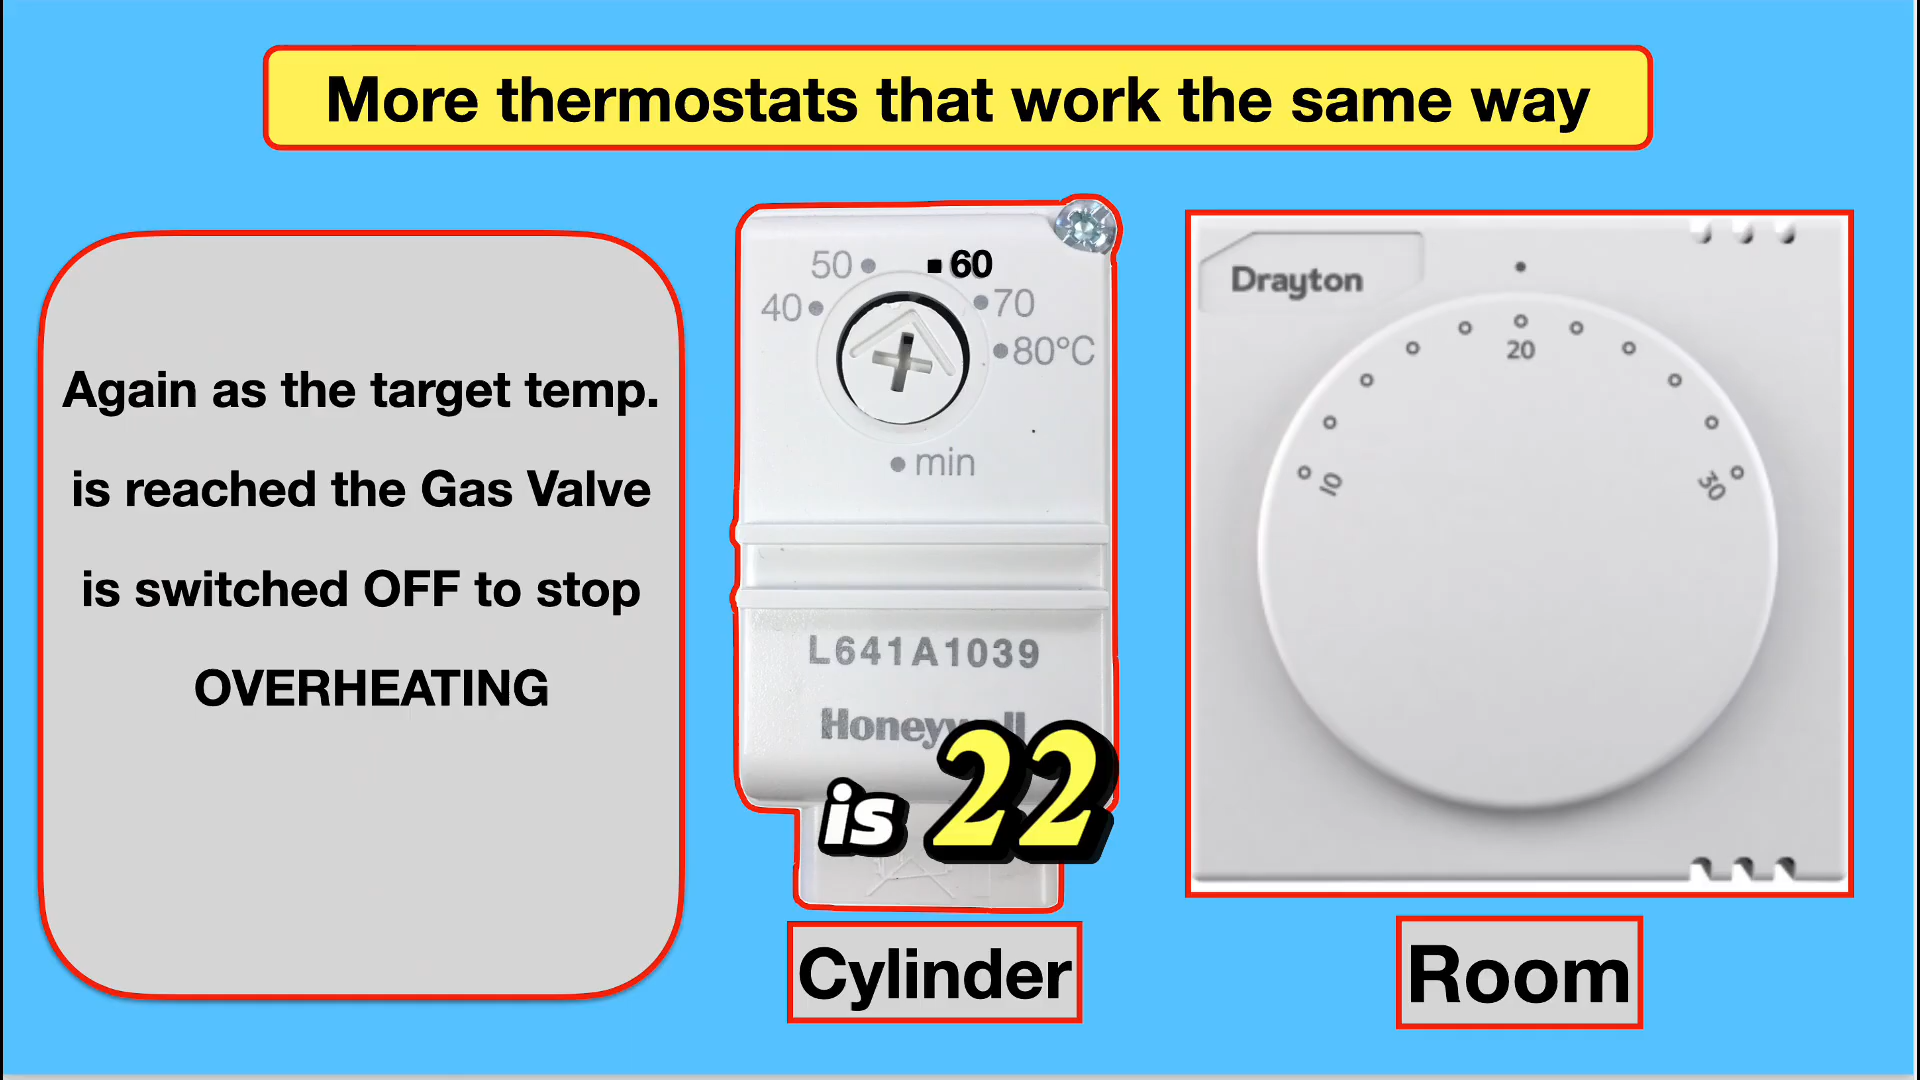 More thermostats that work the same way
Again as the target temp.
is reached the Gas Valve
is switched OFF to stop
OVERHEATING
50 60
40 70
80°C
min
L641A1039
Honeywell
is 22
Cylinder
Drayton
20
10 30
Room